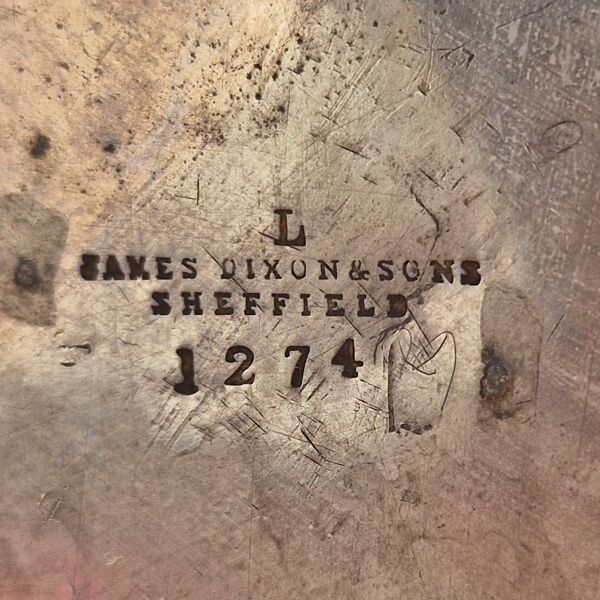 L
JAMES DIXON & SONS
SHEFFIELD
1274